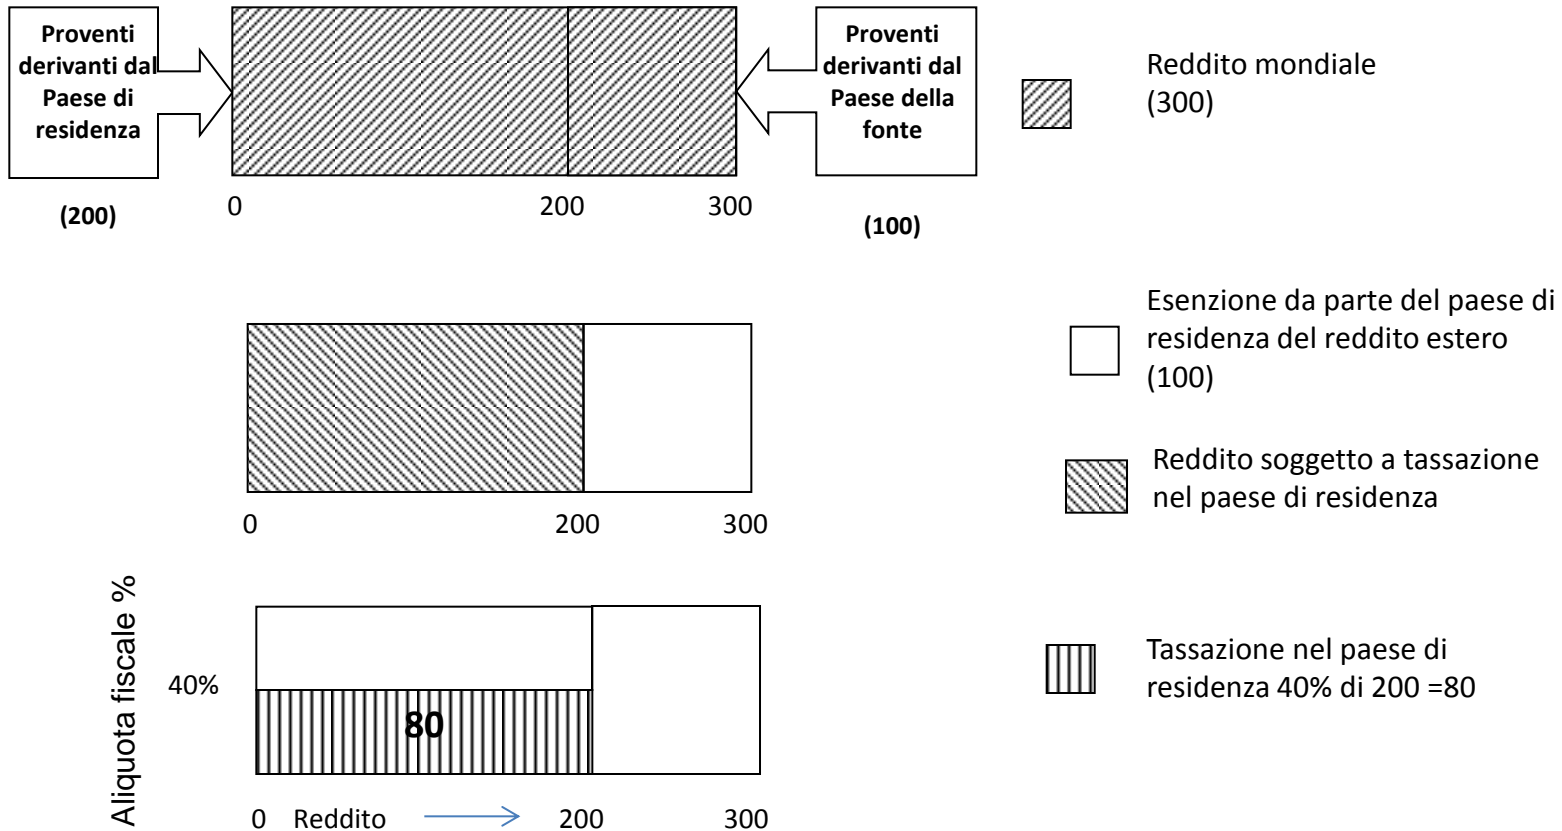 Proventi
derivanti dal
Paese di
residenza
(200)
0
200
300
Proventi
derivanti dal
Paese della
fonte
(100)
Reddito mondiale
(300)
0
200
300
Esenzione da parte del paese di
residenza del reddito estero
(100)
Reddito soggetto a tassazione
nel paese di residenza
Aliquota fiscale %
40%
80
0 Reddito
200
300
Tassazione nel paese di
residenza 40% di 200 =80